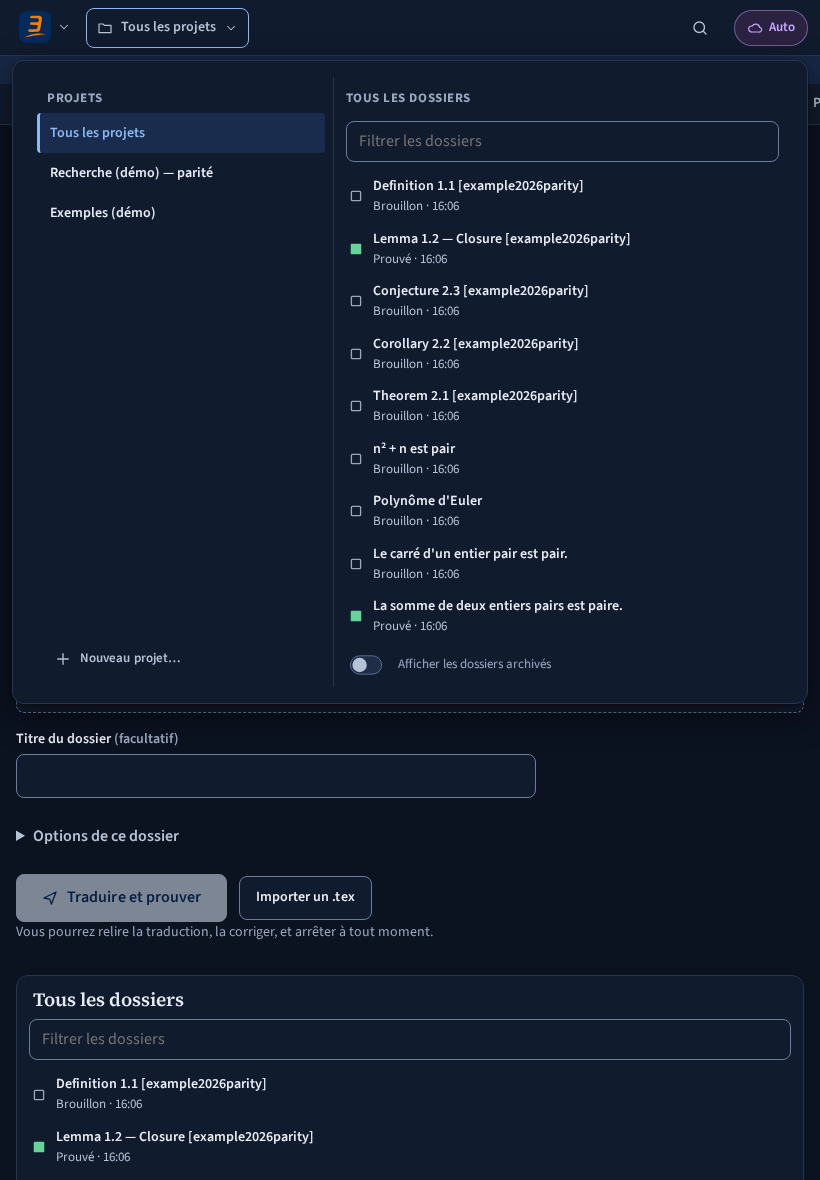 Tous les projets
Auto
P
PROJETS
Tous les projets
Recherche (démo) — parité
Exemples (démo)
Nouveau projet…
TOUS LES DOSSIERS
Filtrer les dossiers
Definition 1.1 [example2026parity]
Brouillon · 16:06
Lemma 1.2 — Closure [example2026parity]
Prouvé · 16:06
Conjecture 2.3 [example2026parity]
Brouillon · 16:06
Corollary 2.2 [example2026parity]
Brouillon · 16:06
Theorem 2.1 [example2026parity]
Brouillon · 16:06
n² + n est pair
Brouillon · 16:06
Polynôme d'Euler
Brouillon · 16:06
Le carré d'un entier pair est pair.
Brouillon · 16:06
La somme de deux entiers pairs est paire.
Prouvé · 16:06
Afficher les dossiers archivés
Titre du dossier (facultatif)
Options de ce dossier
Traduire et prouver
Importer un .tex
Vous pourrez relire la traduction, la corriger, et arrêter à tout moment.
Tous les dossiers
Filtrer les dossiers
Definition 1.1 [example2026parity]
Brouillon · 16:06
Lemma 1.2 — Closure [example2026parity]
Prouvé · 16:06